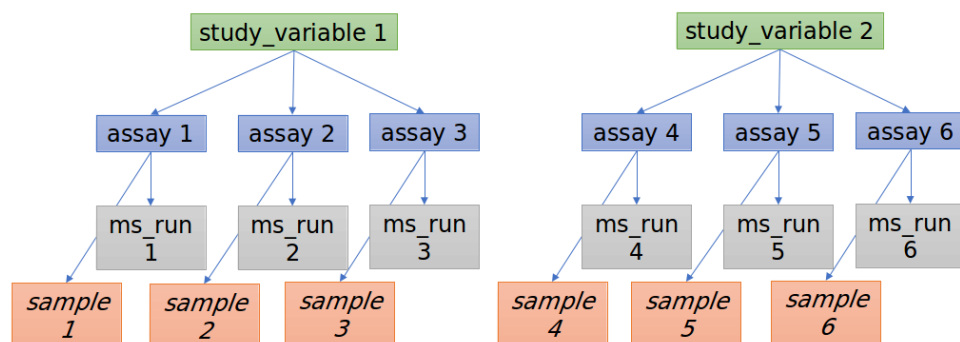 study_variable 1
study_variable 2
assay 1
assay 2
assay 3
assay 4
assay 5
assay 6
ms_run
1
ms_run
2
ms_run
3
ms_run
4
ms_run
5
ms_run
6
sample
1
sample
2
sample
3
sample
4
sample
5
sample
6